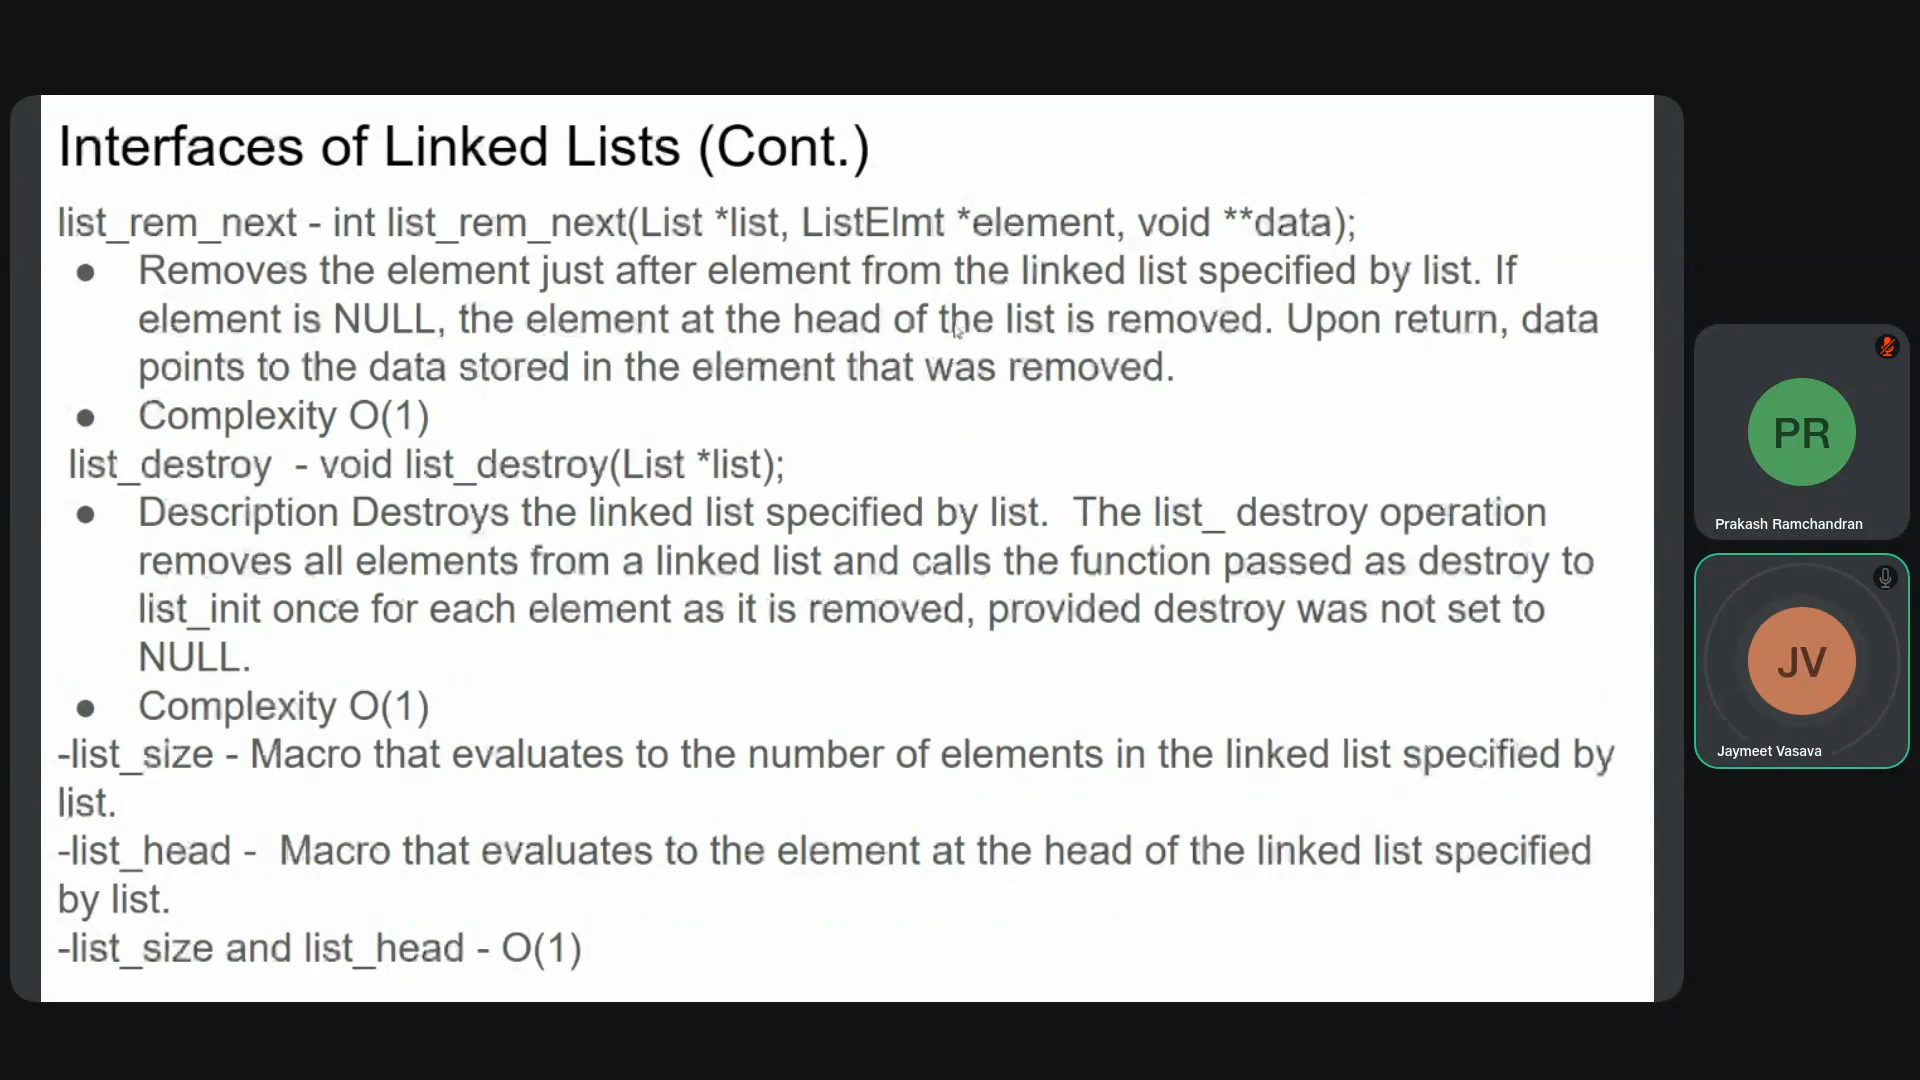 Interfaces of Linked Lists (Cont.)
list_rem_next - int list_rem_next(List *list, ListElmt *element, void **data);
● Removes the element just after element from the linked list specified by list. If
element is NULL, the element at the head of the list is removed. Upon return, data
points to the data stored in the element that was removed.
● Complexity O(1)
list_destroy - void list_destroy(List *list);
● Description Destroys the linked list specified by list. The list_ destroy operation
removes all elements from a linked list and calls the function passed as destroy to
list_init once for each element as it is removed, provided destroy was not set to
NULL.
● Complexity O(1)
-list_size - Macro that evaluates to the number of elements in the linked list specified by
list.
-list_head - Macro that evaluates to the element at the head of the linked list specified
by list.
-list_size and list_head - O(1)
PR
Prakash Ramchandran
JV
Jaymeet Vasava